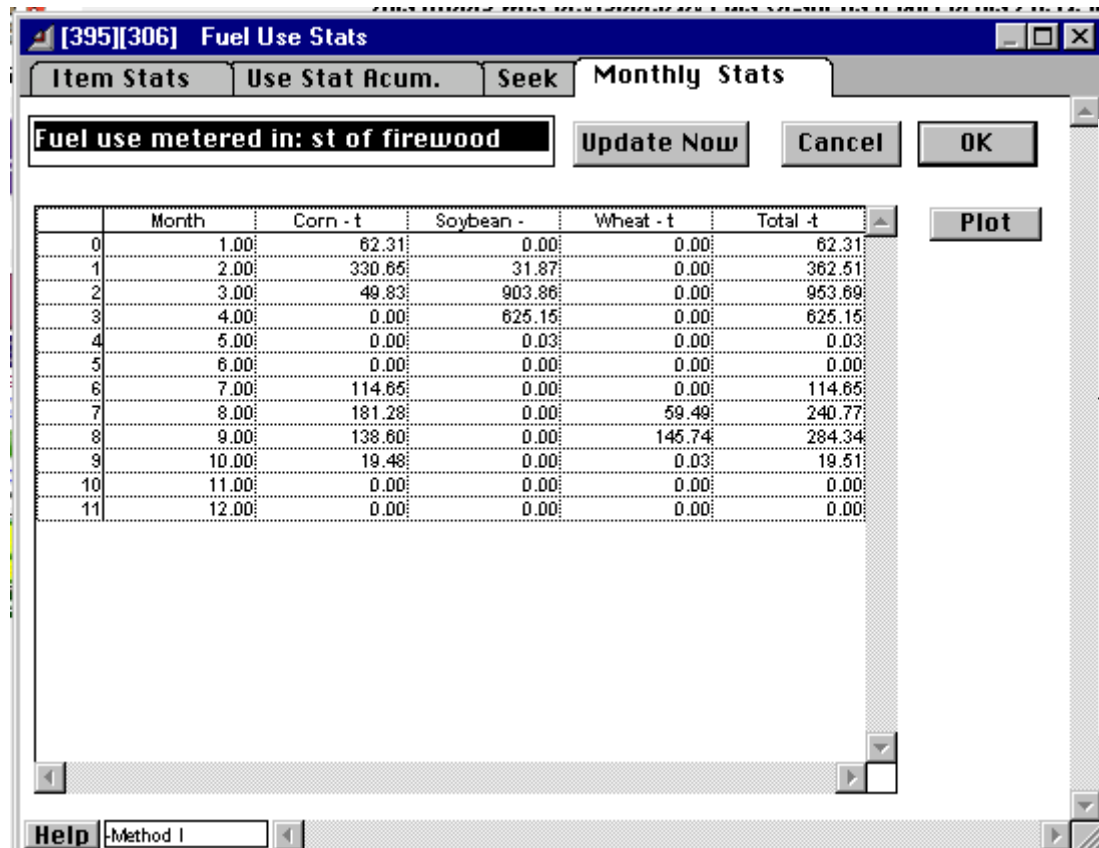 [395][306] Fuel Use Stats
Item Stats Use Stat Acum. Seek Monthly Stats
Fuel use metered in: st of firewood Update Now Cancel OK
Plot
Month Corn - t Soybean - Wheat - t Total -t
0 1.00 62.31 0.00 0.00 62.31
1 2.00 330.65 31.87 0.00 362.51
2 3.00 49.83 903.86 0.00 953.69
3 4.00 0.00 625.15 0.00 625.15
4 5.00 0.00 0.03 0.00 0.03
5 6.00 0.00 0.00 0.00 0.00
6 7.00 114.65 0.00 0.00 114.65
7 8.00 181.28 0.00 59.49 240.77
8 9.00 138.60 0.00 145.74 284.34
9 10.00 19.48 0.00 0.03 19.51
10 11.00 0.00 0.00 0.00 0.00
11 12.00 0.00 0.00 0.00 0.00
Help -Method I